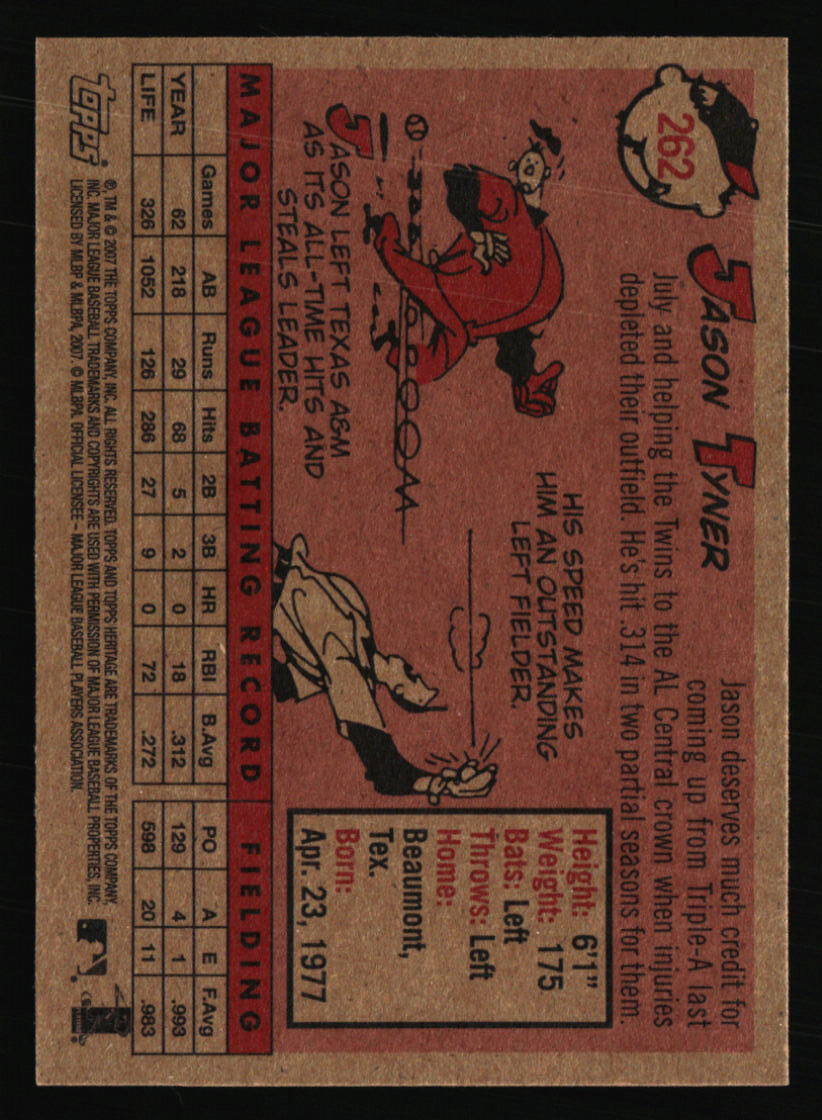 262
JASON TYNER
Jason deserves much credit for
coming up from Triple-A last
July and helping the Twins to the AL Central crown when injuries
depleted their outfield. He's hit .314 in two partial seasons for them.
HIS SPEED MAKES
HIM AN OUTSTANDING
LEFT FIELDER.
JASON LEFT TEXAS A&M
AS IT'S ALL-TIME HITS AND
STEALS LEADER.
Height: 6'1"
Weight: 175
Bats: Left
Throws: Left
Home:
Beaumont,
Tex.
Born:
Apr. 23, 1977
MAJOR LEAGUE BATTING RECORD FIELDING
Games AB Runs Hits 2B 3B HR RBI B.Avg PO A E F.Avg
YEAR 62 218 29 68 5 2 0 18 .312 129 4 1 .993
LIFE 326 1052 126 286 27 9 0 72 .272 598 20 11 .983
topps®
®, TM & © 2007 THE TOPPS COMPANY, INC. ALL RIGHTS RESERVED. TOPPS AND TOPPS HERITAGE ARE TRADEMARKS OF THE TOPPS COMPANY,
INC. MAJOR LEAGUE BASEBALL TRADEMARKS AND COPYRIGHTS ARE USED WITH PERMISSION OF MAJOR LEAGUE BASEBALL PROPERTIES, INC.
LICENSED BY MLBP & MLBPA, 2007. © MLBPA. OFFICIAL LICENSEE – MAJOR LEAGUE BASEBALL PLAYERS ASSOCIATION.